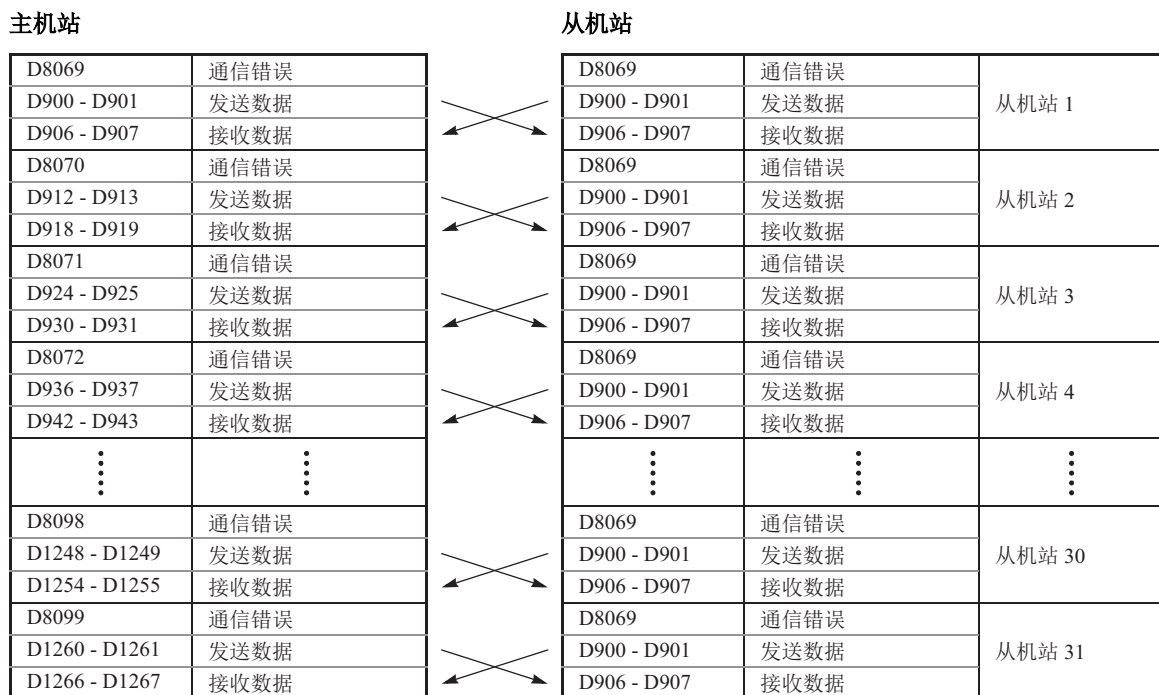 主机站 从机站
D8069 通信错误 D8069 通信错误
D900 - D901 发送数据 D900 - D901 发送数据 从机站 1
D906 - D907 接收数据 D906 - D907 接收数据
D8070 通信错误 D8069 通信错误
D912 - D913 发送数据 D900 - D901 发送数据 从机站 2
D918 - D919 接收数据 D906 - D907 接收数据
D8071 通信错误 D8069 通信错误
D924 - D925 发送数据 D900 - D901 发送数据 从机站 3
D930 - D931 接收数据 D906 - D907 接收数据
D8072 通信错误 D8069 通信错误
D936 - D937 发送数据 D900 - D901 发送数据 从机站 4
D942 - D943 接收数据 D906 - D907 接收数据
D8098 通信错误 D8069 通信错误
D1248 - D1249 发送数据 D900 - D901 发送数据 从机站 30
D1254 - D1255 接收数据 D906 - D907 接收数据
D8099 通信错误 D8069 通信错误
D1260 - D1261 发送数据 D900 - D901 发送数据 从机站 31
D1266 - D1267 接收数据 D906 - D907 接收数据